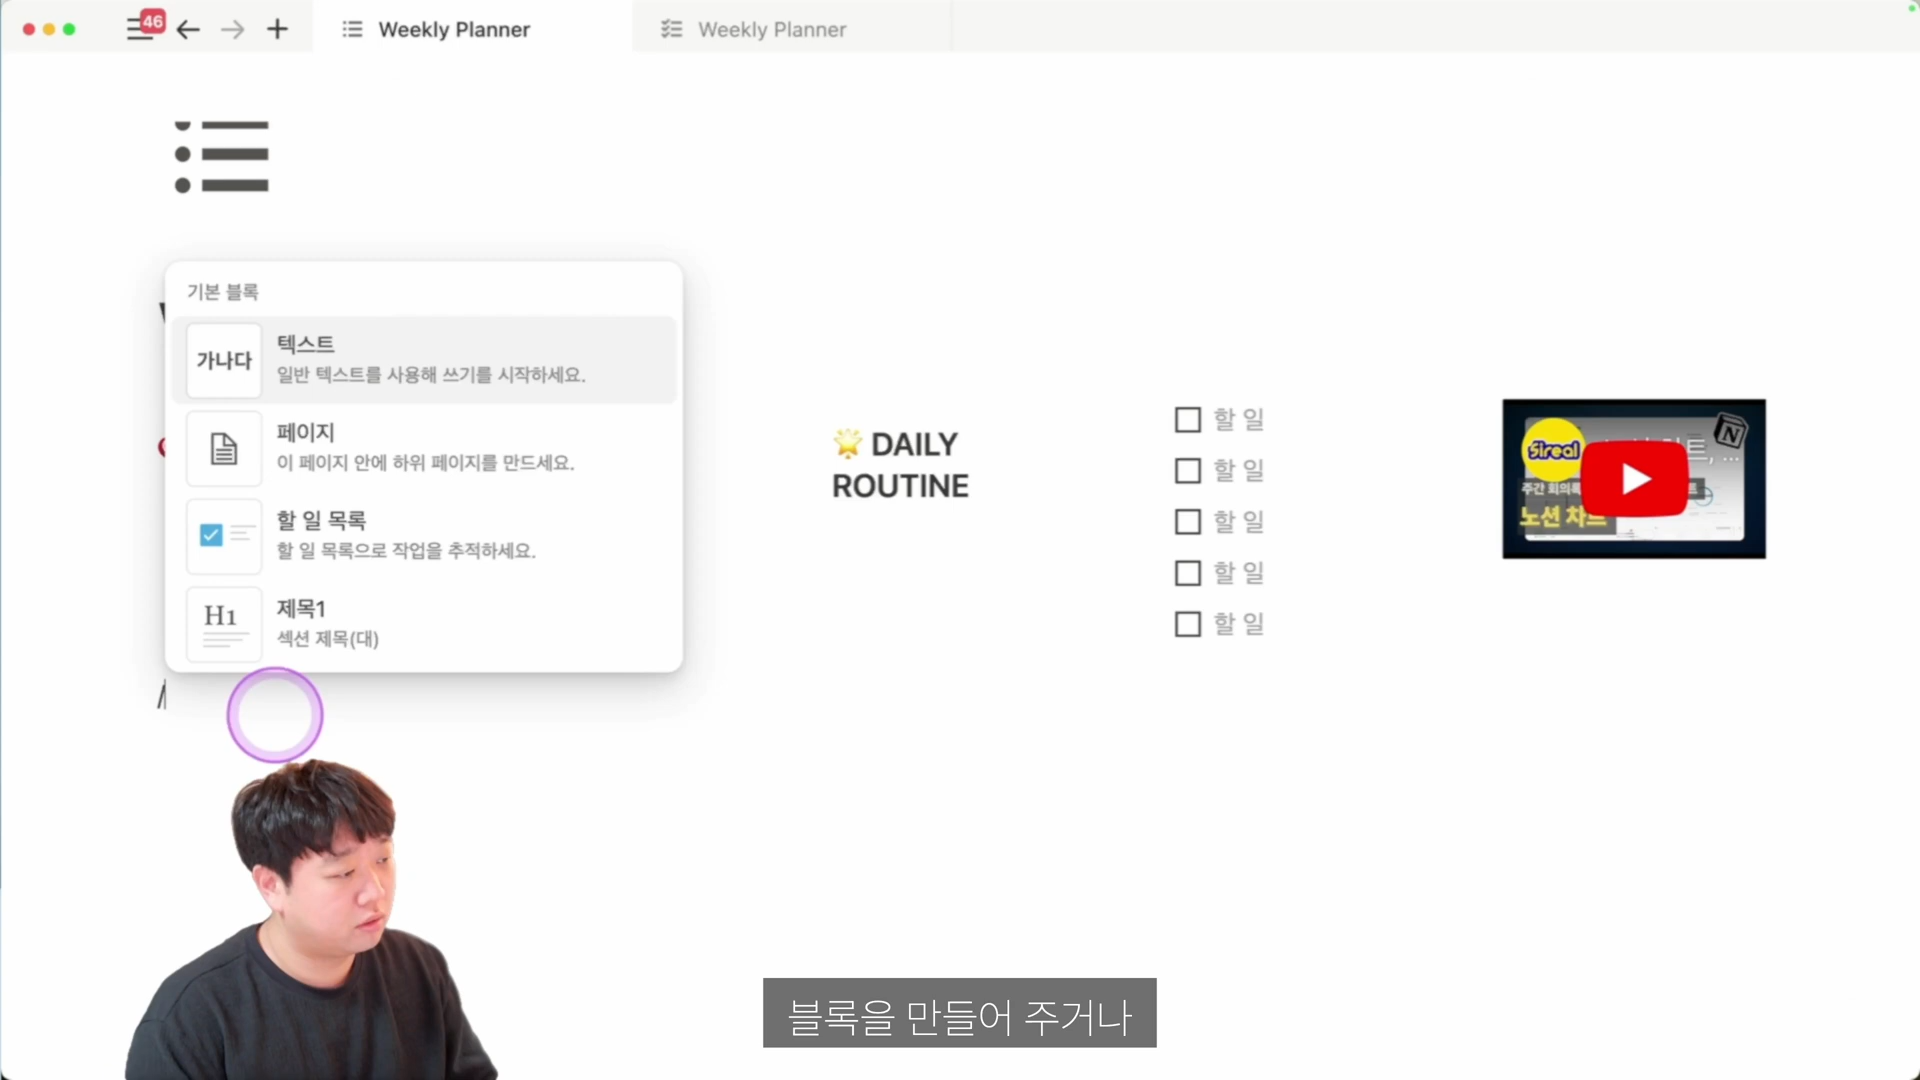 46
Weekly Planner
Weekly Planner
기본 블록
가나다
텍스트
일반 텍스트를 사용해 쓰기를 시작하세요.
페이지
이 페이지 안에 하위 페이지를 만드세요.
할 일 목록
할 일 목록으로 작업을 추적하세요.
H1
제목1
섹션 제목(대)
/
🌟 DAILY
ROUTINE
할 일
할 일
할 일
할 일
할 일
sireal
N
주간 회의록
노션 차트
블록을 만들어 주거나